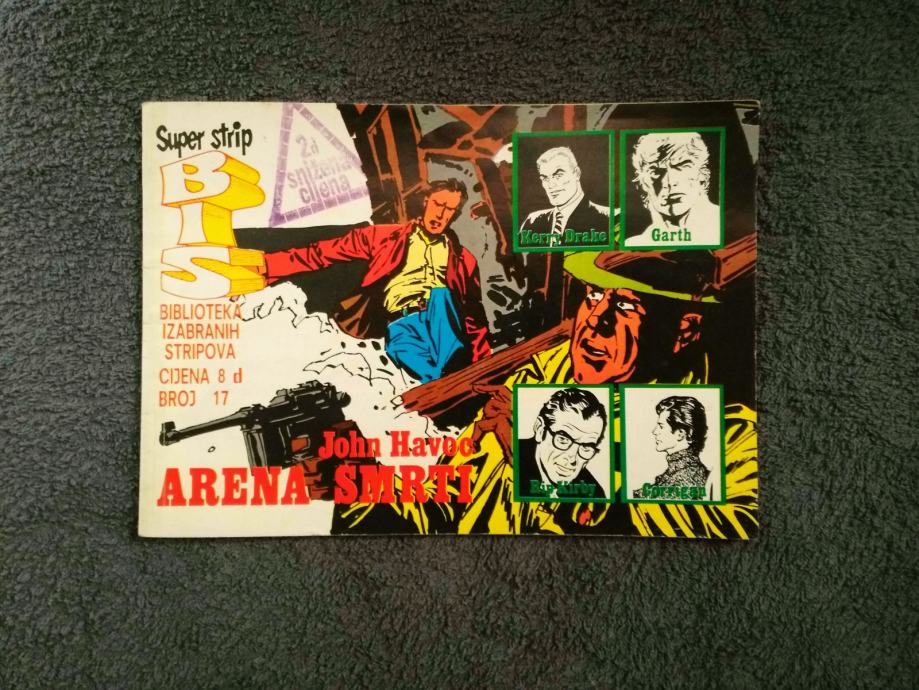 Super strip
BIS
2.d
snižena
cijena
BIBLIOTEKA
IZABRANIH
STRIPOVA
CIJENA 8 d
BROJ 17
John Havoc
ARENA SMRTI
Kerry Drake
Garth
Rip Kirby
Corrigan